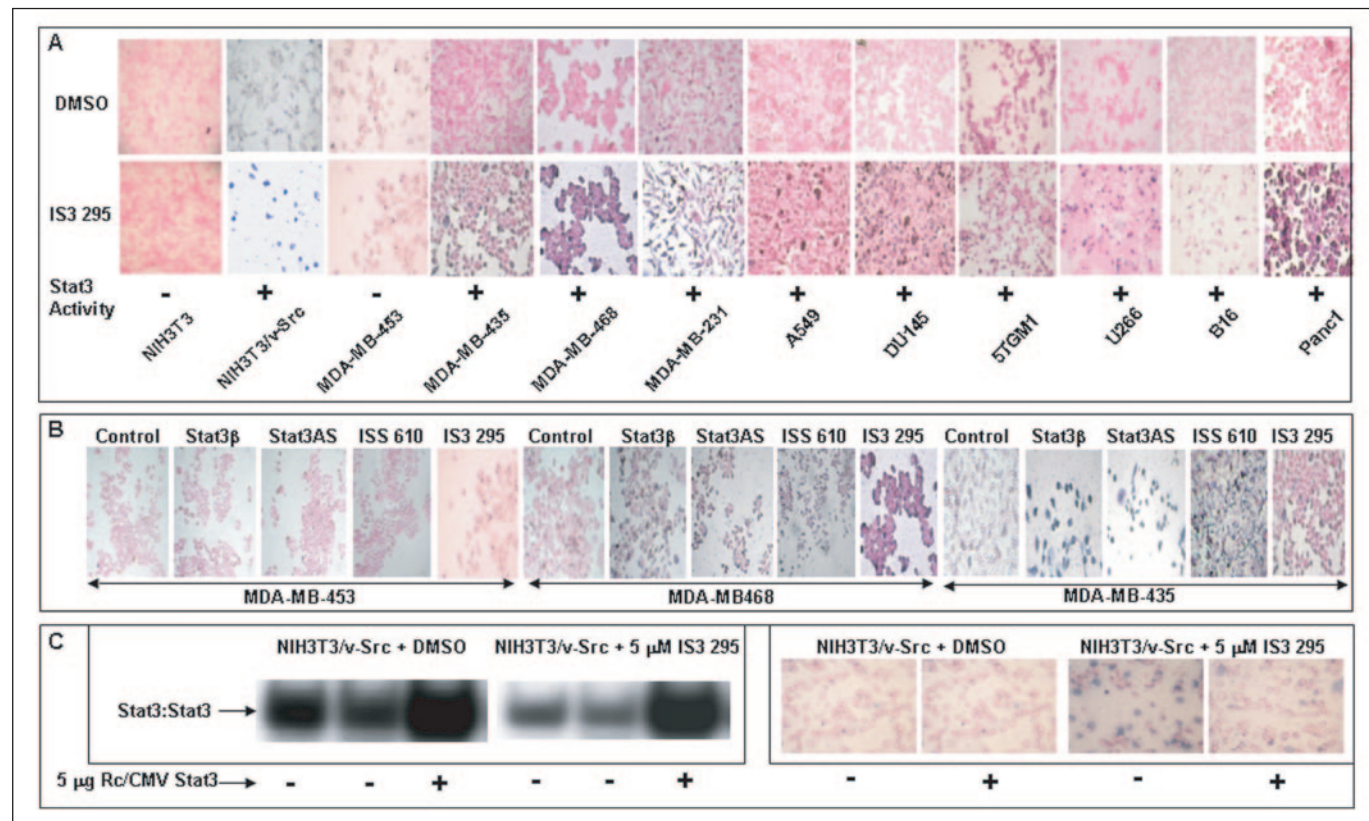 A
DMSO
IS3 295
Stat3
Activity
- + - + + + + + + + + +
NIH3T3
NIH3T3/v-Src
MDA-MB-453
MDA-MB-435
MDA-MB-468
MDA-MB-231
A549
DU145
5TGM1
U266
B16
Panc1
B
Control Stat3β Stat3AS ISS 610 IS3 295 Control Stat3β Stat3AS ISS 610 IS3 295 Control Stat3β Stat3AS ISS 610 IS3 295
MDA-MB-453 MDA-MB468 MDA-MB-435
C
NIH3T3/v-Src + DMSO NIH3T3/v-Src + 5 μM IS3 295 NIH3T3/v-Src + DMSO NIH3T3/v-Src + 5 μM IS3 295
Stat3:Stat3
5 μg Rc/CMV Stat3 - - + - - + - + - +